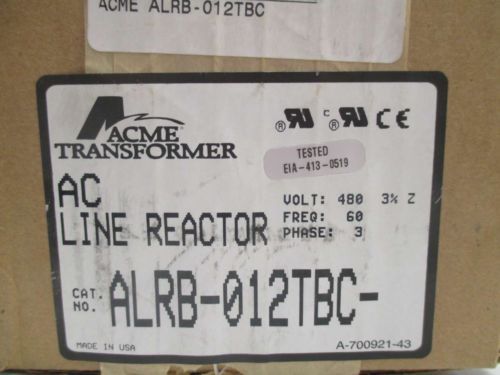 ACME ALRB-012TBC
ACME
TRANSFORMER
TESTED
EIA-413-0519
AC
LINE REACTOR
VOLT: 480 3% Z
FREQ: 60
PHASE: 3
CAT. NO. ALRB-012TBC-
MADE IN USA
A-700921-43